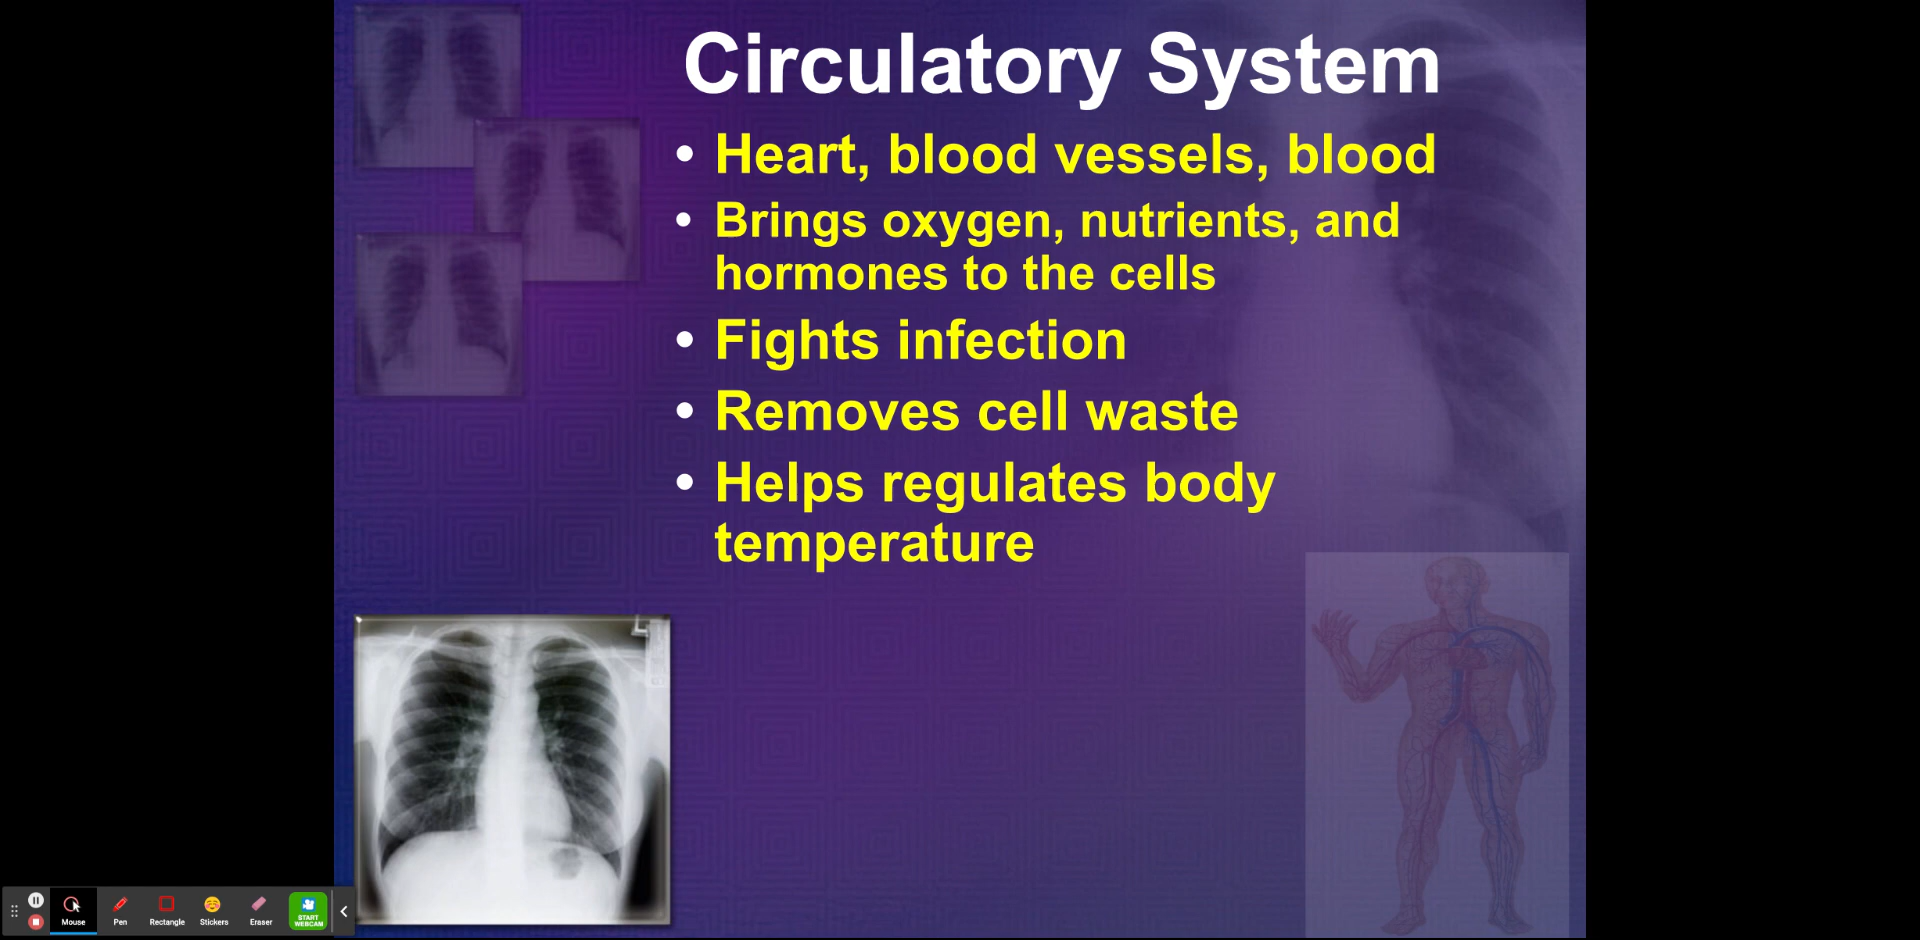 Circulatory System
• Heart, blood vessels, blood
• Brings oxygen, nutrients, and
hormones to the cells
• Fights infection
• Removes cell waste
• Helps regulates body
temperature
Mouse
Pen
Rectangle
Stickers
Eraser
START
WEBCAM